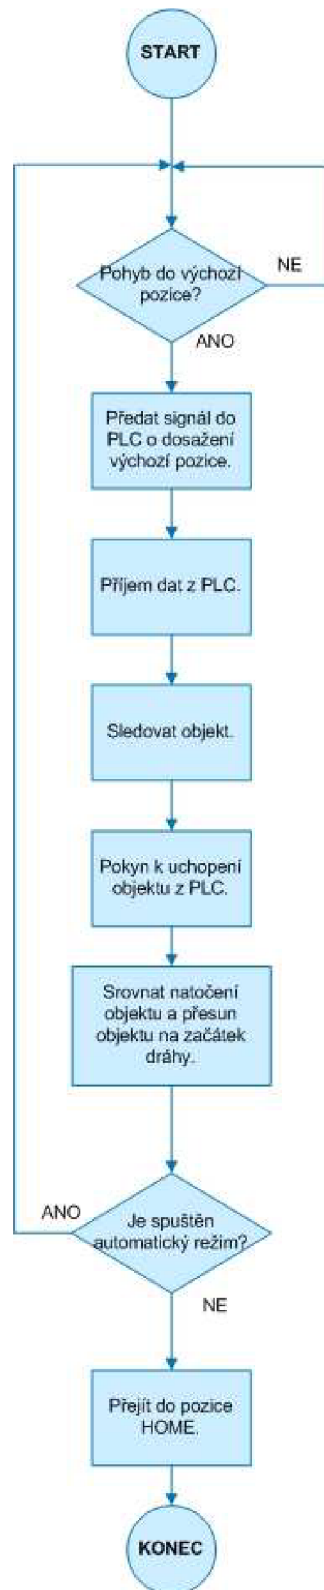 START
Pohyb do výchozí
pozice?
NE
ANO
Předat signál do
PLC o dosažení
výchozí pozice.
Příjem dat z PLC.
Sledovat objekt.
Pokyn k uchopení
objektu z PLC.
Srovnat natočení
objektu a přesun
objektu na začátek
dráhy.
ANO
Je spuštěn
automatický režim?
NE
Přejít do pozice
HOME.
KONEC